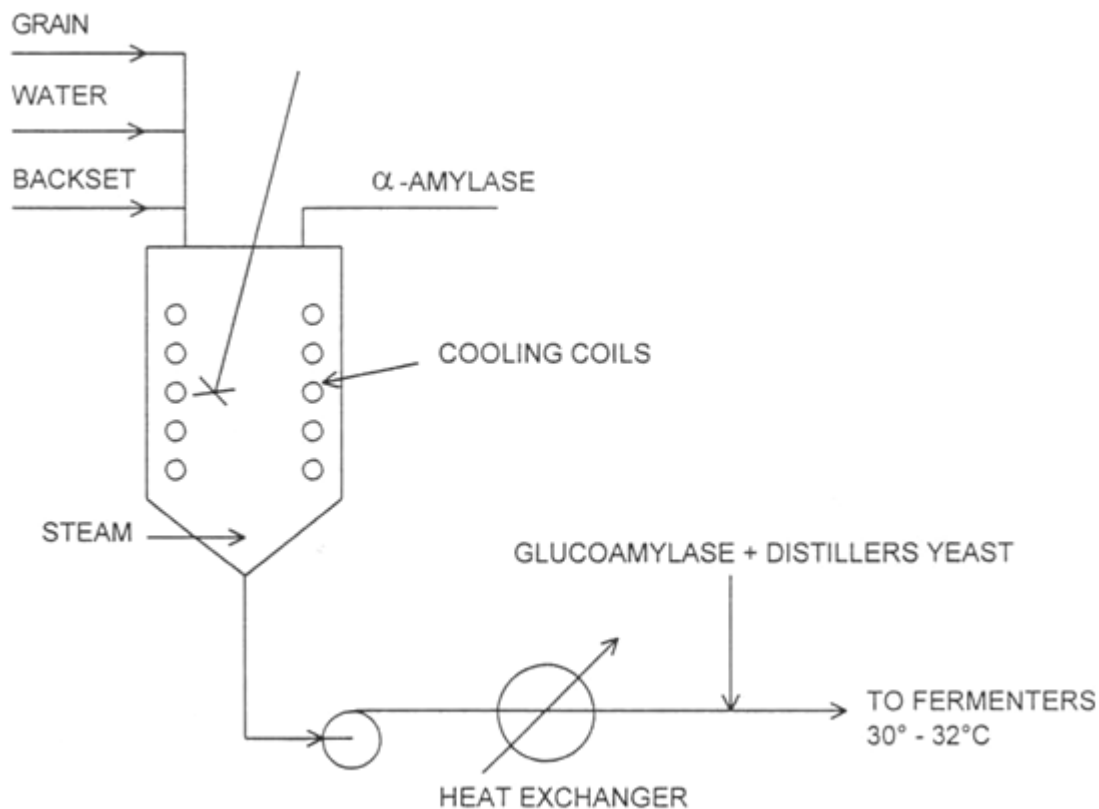 GRAIN
WATER
BACKSET
α -AMYLASE
COOLING COILS
STEAM
GLUCOAMYLASE + DISTILLERS YEAST
TO FERMENTERS
30° - 32°C
HEAT EXCHANGER